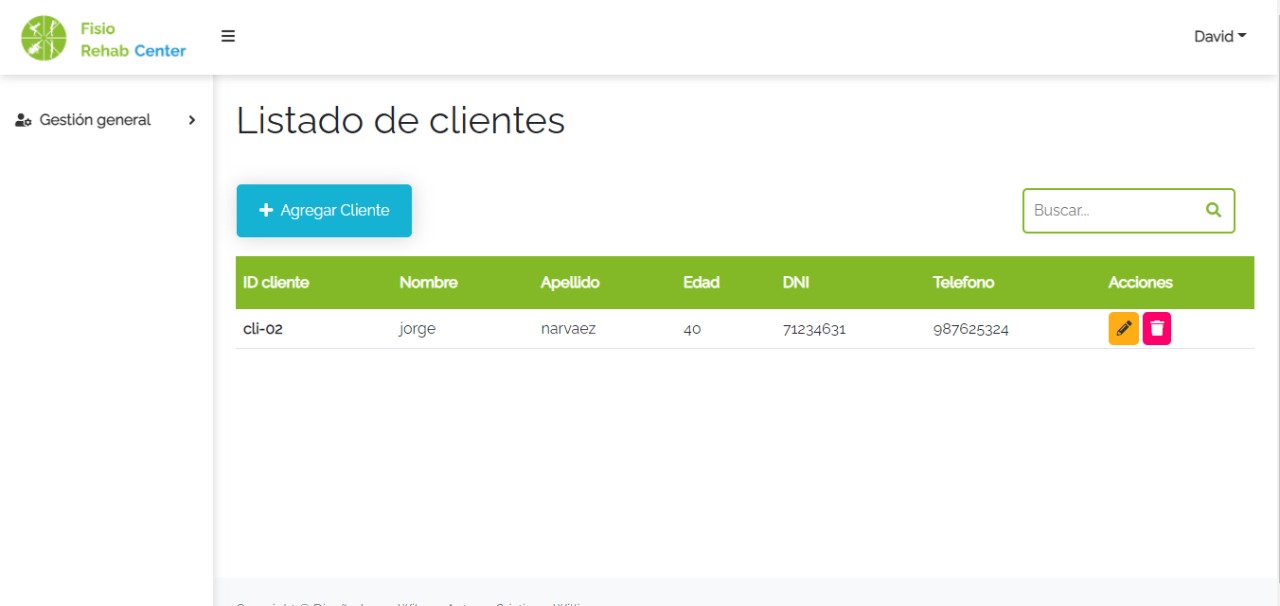 Fisio
Rehab Center
David
Gestión general
Listado de clientes
Agregar Cliente
Buscar...
ID cliente Nombre Apellido Edad DNI Telefono Acciones
cli-02 jorge narvaez 40 71234631 987625324